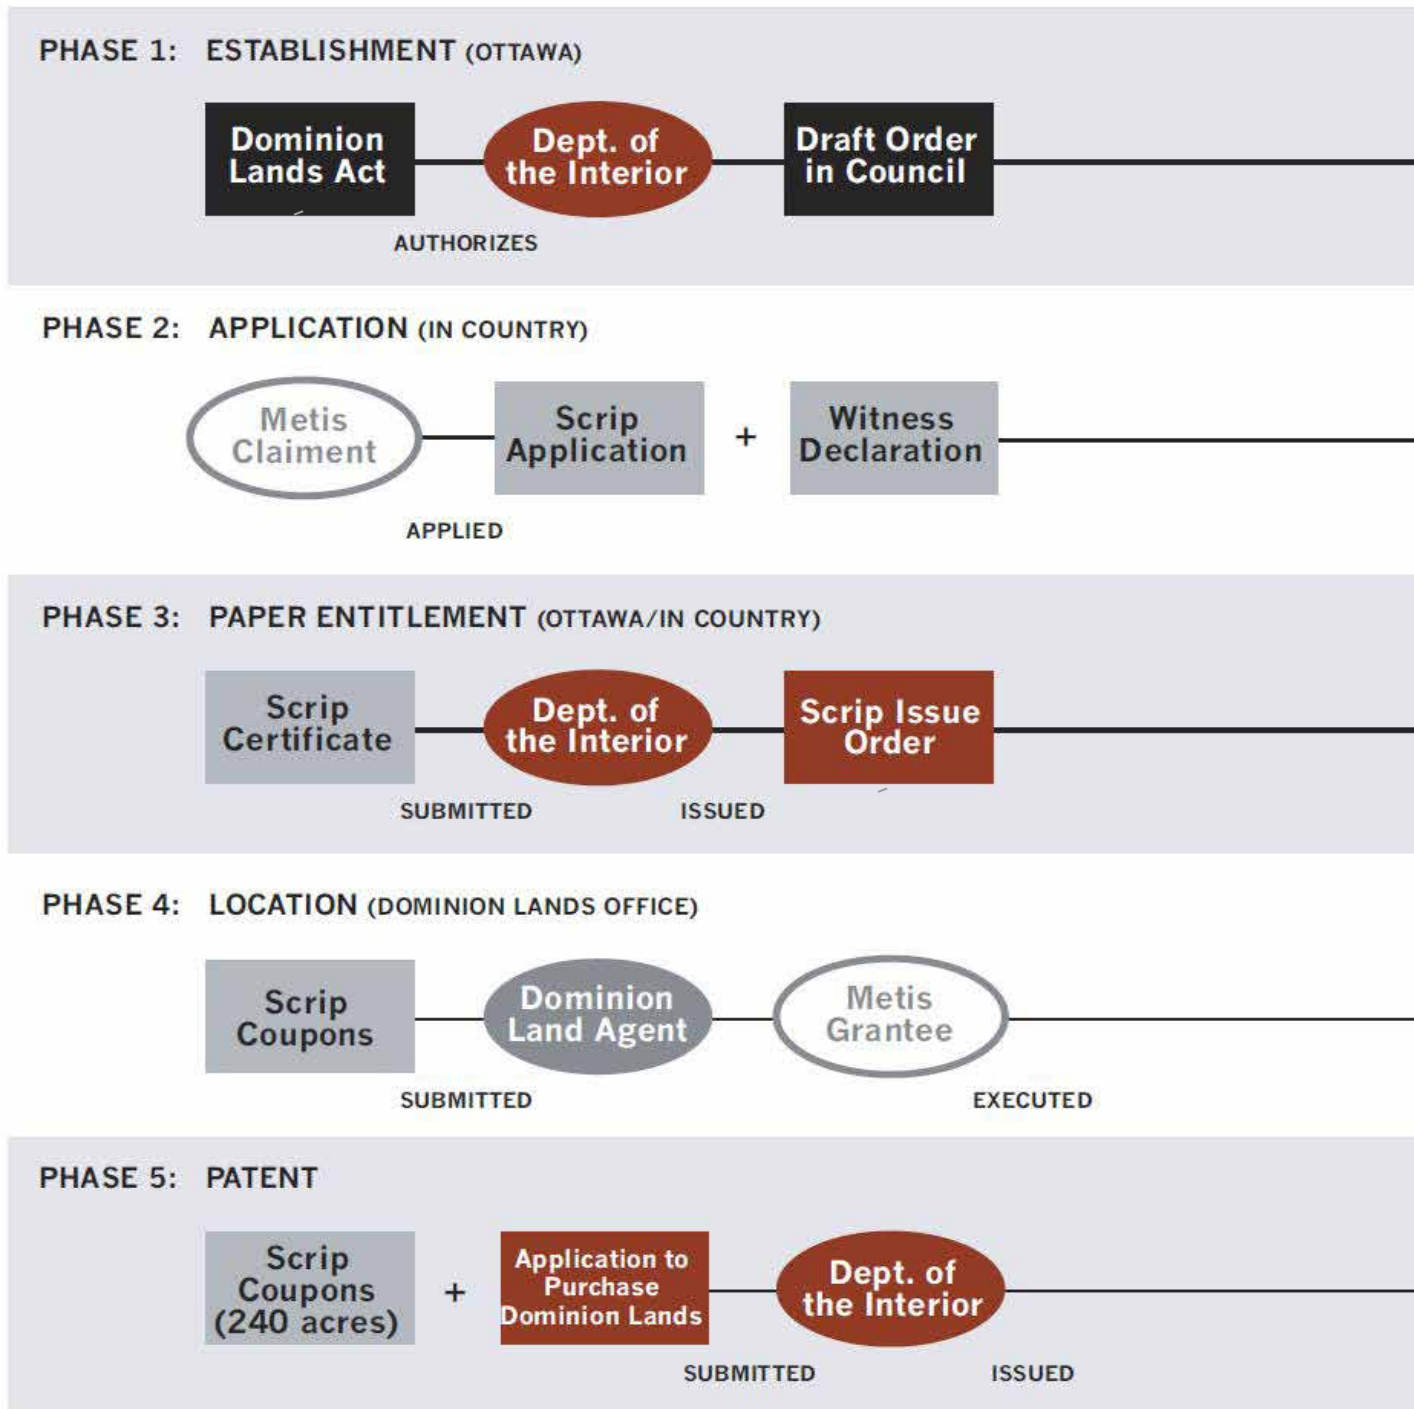 PHASE 1: ESTABLISHMENT (OTTAWA)
Dominion
Lands Act
Dept. of
the Interior
Draft Order
in Council
AUTHORIZES
PHASE 2: APPLICATION (IN COUNTRY)
Metis
Claiment
Scrip
Application
+
Witness
Declaration
APPLIED
PHASE 3: PAPER ENTITLEMENT (OTTAWA/IN COUNTRY)
Scrip
Certificate
Dept. of
the Interior
Scrip Issue
Order
SUBMITTED
ISSUED
PHASE 4: LOCATION (DOMINION LANDS OFFICE)
Scrip
Coupons
Dominion
Land Agent
Metis
Grantee
SUBMITTED
EXECUTED
PHASE 5: PATENT
Scrip
Coupons
(240 acres)
+
Application to
Purchase
Dominion Lands
Dept. of
the Interior
SUBMITTED
ISSUED